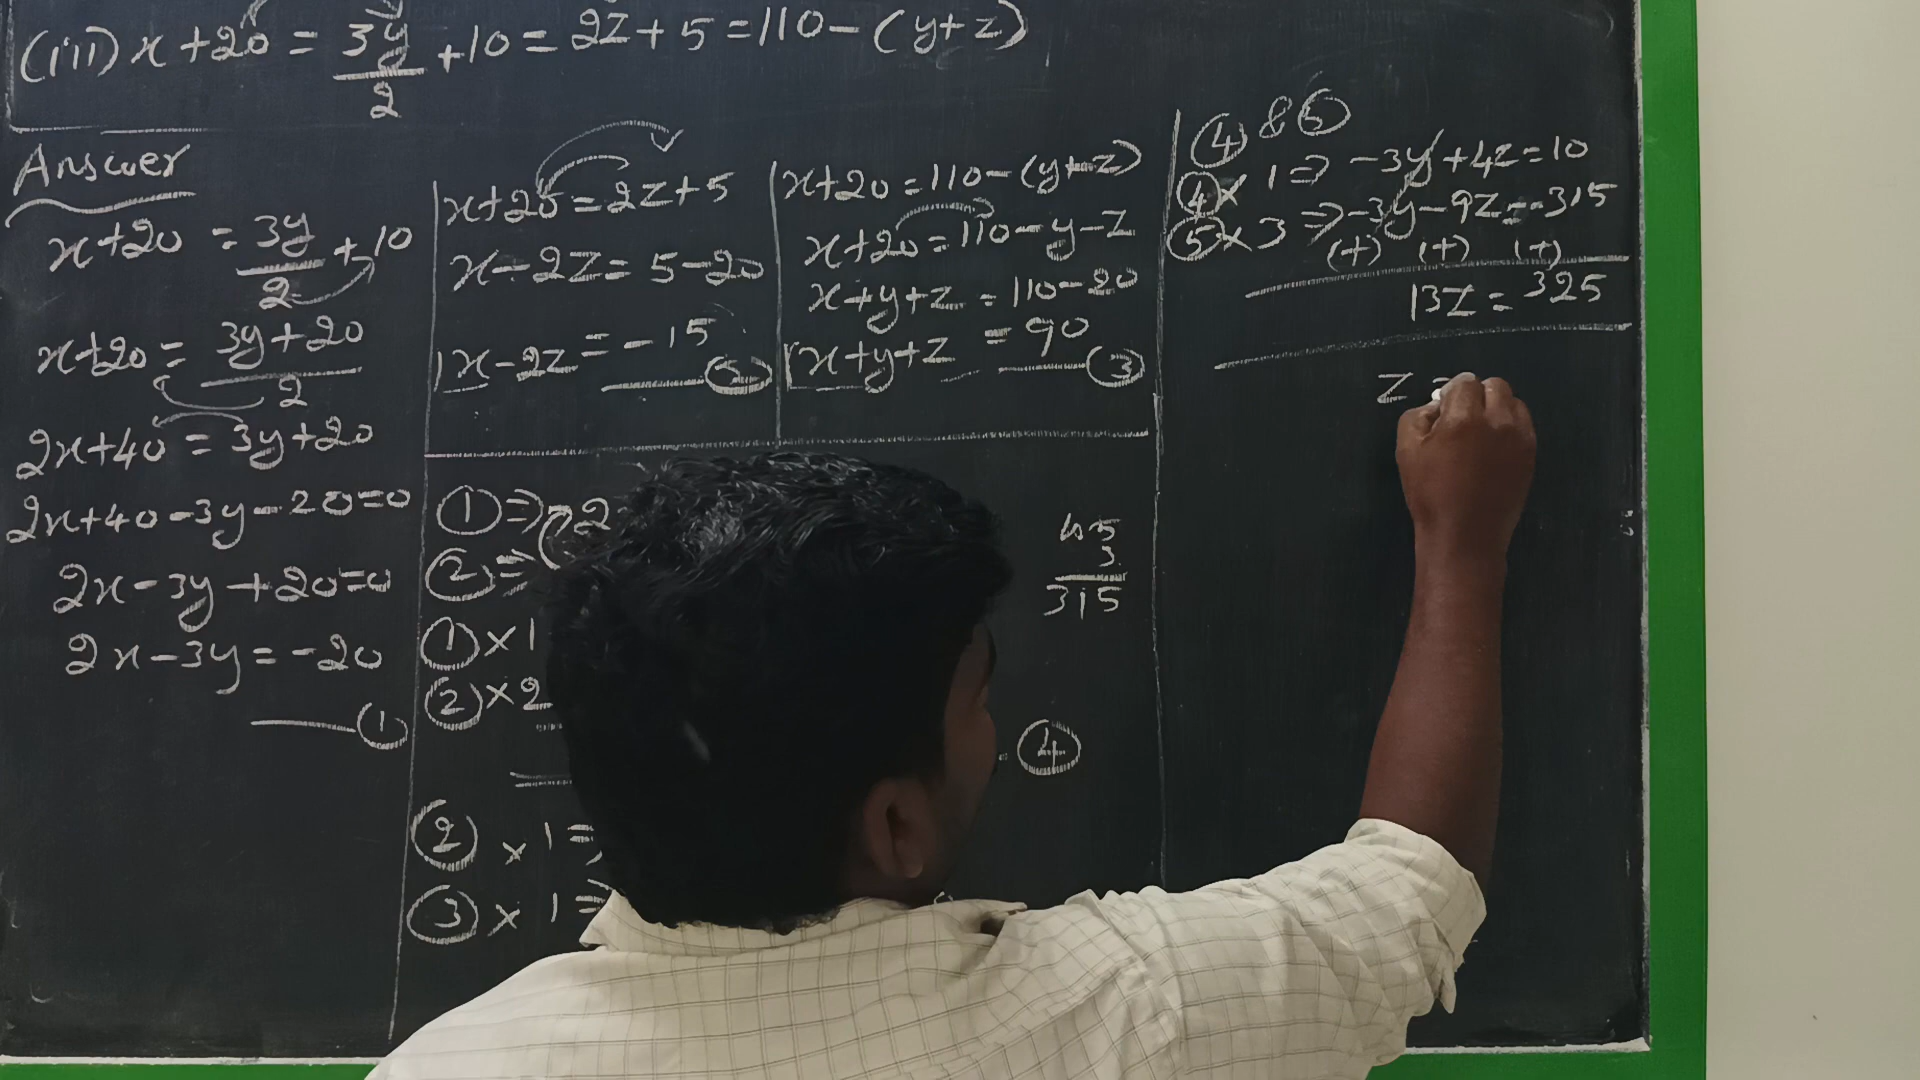 (iii) x+20 = 3y/2 +10 = 2z+5 = 110-(y+z)
Answer
x+20 = 3y/2 + 10
x+20 = 3y+20/2
2x+40 = 3y+20
2x+40-3y-20=0
2x-3y+20=0
2x-3y=-20
①
x+20=2z+5
x-2z=5-20
x-2z=-15
x+20=110-(y+z)
x+20=110-y-z
x+y+z=110-20
x+y+z=90
③
①⇒ 2
②⇒
①×1
②×2
④
②×1⇒
③×1⇒
3
315
④&⑤
④×1⇒ -3y+4z=10
⑤×3⇒ -3y-9z=-315
(+) (+) (+)
13z=325
z=